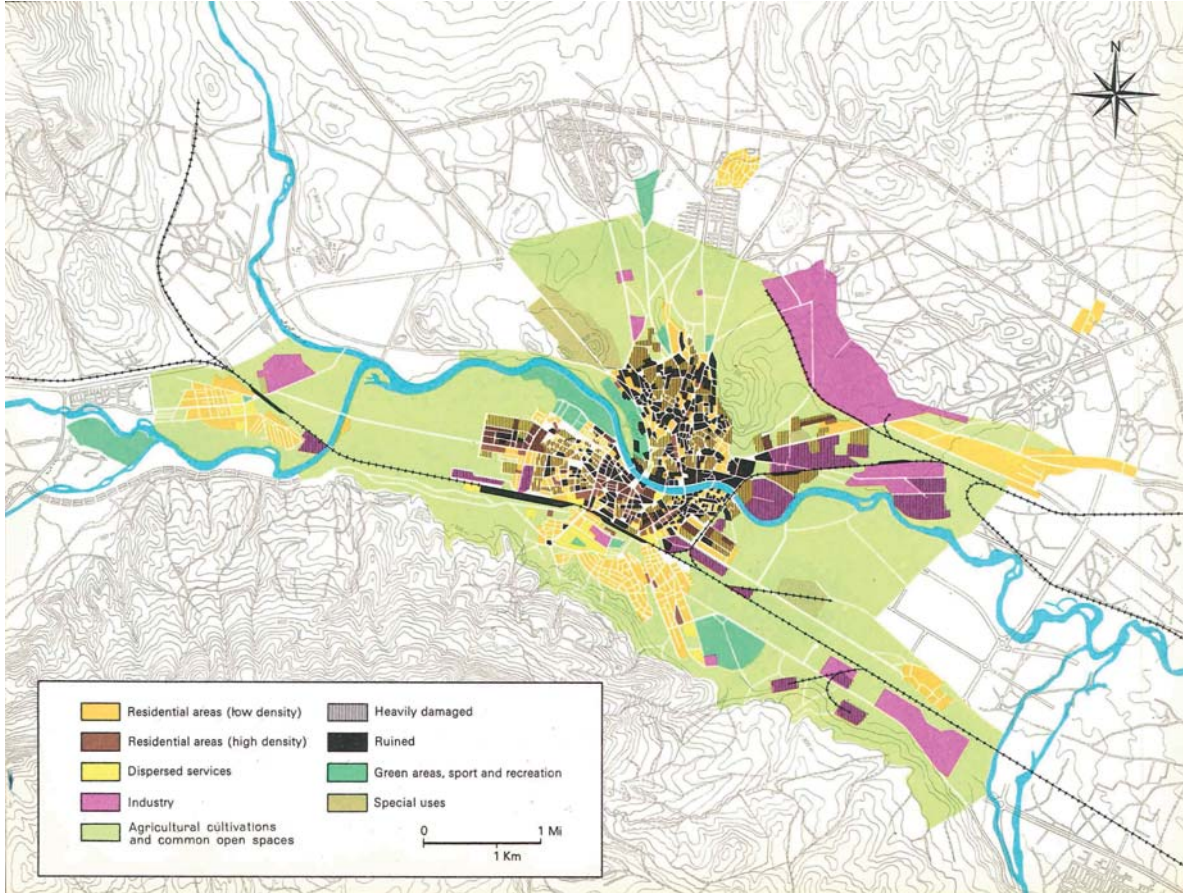 N
Residential areas (low density)
Residential areas (high density)
Dispersed services
Industry
Agricultural cultivations
and common open spaces
Heavily damaged
Ruined
Green areas, sport and recreation
Special uses
0 1 Mi
1 Km